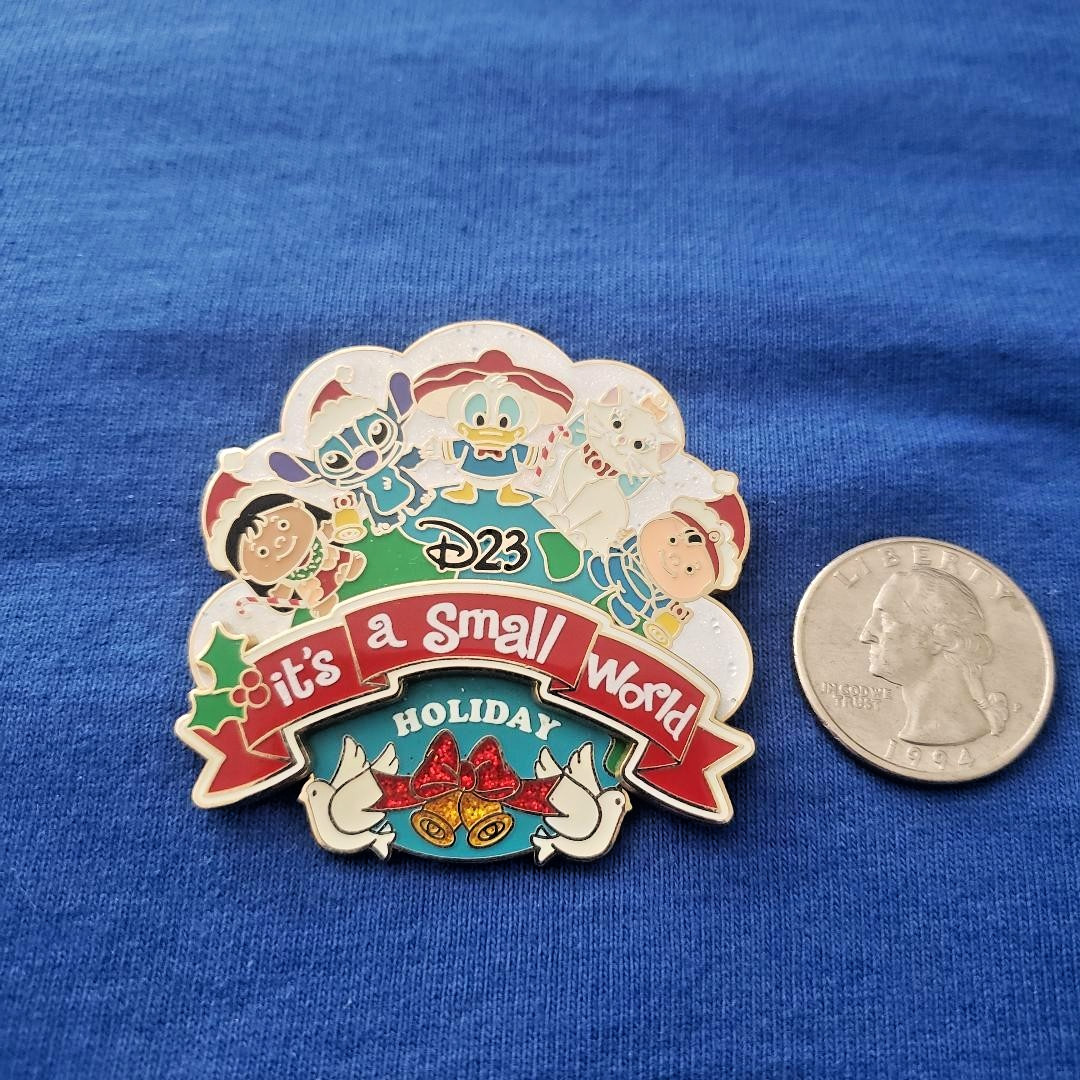 D23
it's a small world
HOLIDAY
LIBERTY
IN GOD WE
TRUST
P
1994